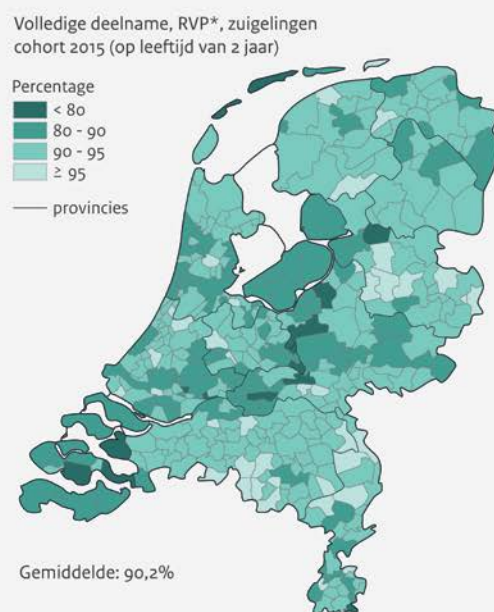 Volledige deelname, RVP*, zuigelingen
cohort 2015 (op leeftijd van 2 jaar)
Percentage
< 80
80 - 90
90 - 95
≥ 95
provincies
Gemiddelde: 90,2%